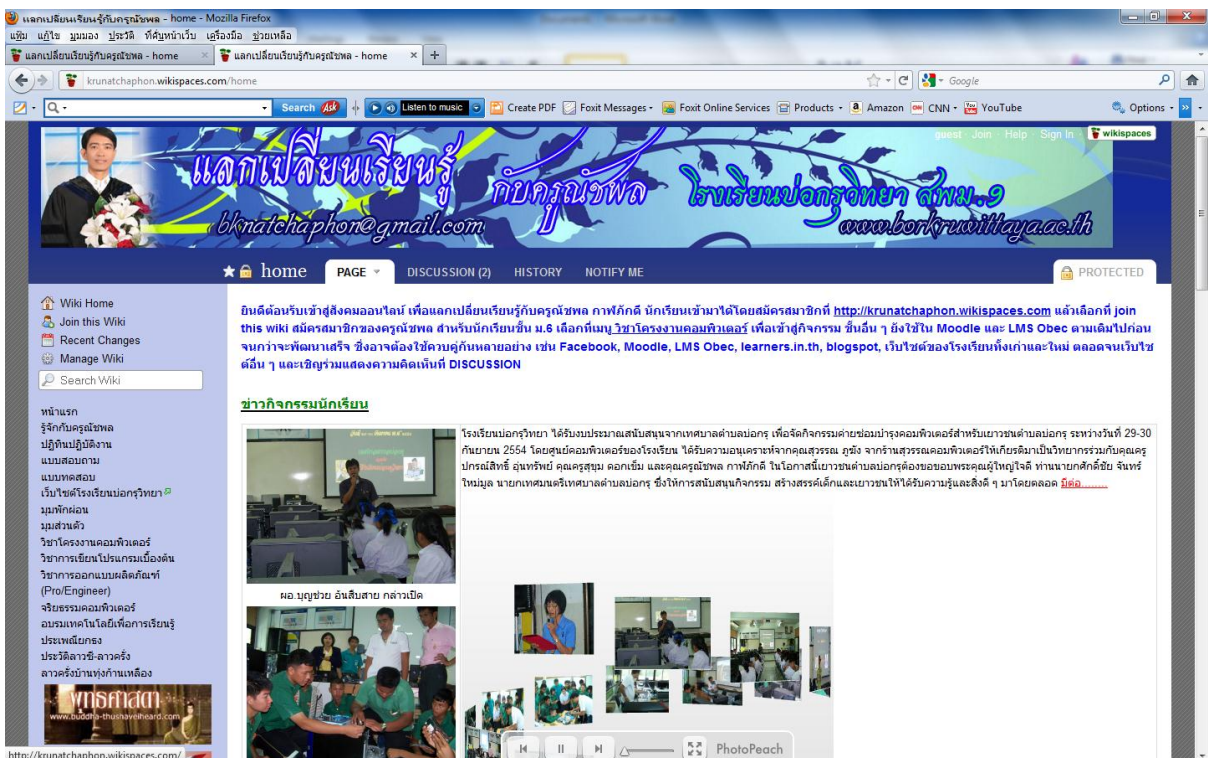 แลกเปลี่ยนเรียนรู้กับครูณัชพล - home - Mozilla Firefox
แฟ้ม แก้ไข มุมมอง ประวัติ ที่คั่นหน้าเว็บ เครื่องมือ ช่วยเหลือ
แลกเปลี่ยนเรียนรู้กับครูณัชพล - home × แลกเปลี่ยนเรียนรู้กับครูณัชพล - home × +
krunatchaphon.wikispaces.com/home Google
Search Ask Listen to music Create PDF Foxit Messages Foxit Online Services Products Amazon CNN YouTube Options
guest · Join · Help · Sign In · wikispaces
แลกเปลี่ยนเรียนรู้ กับครูณัชพล โรงเรียนบ่อกรุวิทยา สพม.9
bknatchaphon@gmail.com www.borkruwittaya.ac.th
home PAGE DISCUSSION (2) HISTORY NOTIFY ME PROTECTED
Wiki Home
Join this Wiki
Recent Changes
Manage Wiki
Search Wiki
หน้าแรก
รู้จักกับครูณัชพล
ปฏิทินปฏิบัติงาน
แบบสอบถาม
แบบทดสอบ
เว็บไซต์โรงเรียนบ่อกรุวิทยา
มุมพักผ่อน
มุมส่วนตัว
วิชาโครงงานคอมพิวเตอร์
วิชาการเขียนโปรแกรมเบื้องต้น
วิชาการออกแบบผลิตภัณฑ์
(Pro/Engineer)
จริยธรรมคอมพิวเตอร์
อบรมเทคโนโลยีเพื่อการเรียนรู้
ประเพณียกธง
ประวัติลาวซี-ลาวครั่ง
ลาวครั่งบ้านทุ่งก้านเหลือง
พุทธศาสดา
www.buddha-thushaveiheard.com
http://krunatchaphon.wikispaces.com/
ยินดีต้อนรับเข้าสู่สังคมออนไลน์ เพื่อแลกเปลี่ยนเรียนรู้กับครูณัชพล กาฬภักดี นักเรียนเข้ามาได้โดยสมัครสมาชิกที่ http://krunatchaphon.wikispaces.com แล้วเลือกที่ join
this wiki สมัครสมาชิกของครูณัชพล สำหรับนักเรียนชั้น ม.6 เลือกที่เมนู วิชาโครงงานคอมพิวเตอร์ เพื่อเข้าสู่กิจกรรม ชั้นอื่น ๆ ยังใช้ใน Moodle และ LMS Obec ตามเดิมไปก่อน
จนกว่าจะพัฒนาเสร็จ ซึ่งอาจต้องใช้ควบคู่กันหลายอย่าง เช่น Facebook, Moodle, LMS Obec, learners.in.th, blogspot, เว็บไซต์ของโรงเรียนทั้งเก่าและใหม่ ตลอดจนเว็บไซ
ต์อื่น ๆ และเชิญร่วมแสดงความคิดเห็นที่ DISCUSSION
ข่าวกิจกรรมนักเรียน
โรงเรียนบ่อกรุวิทยา ได้รับงบประมาณสนับสนุนจากเทศบาลตำบลบ่อกรุ เพื่อจัดกิจกรรมค่ายซ่อมบำรุงคอมพิวเตอร์สำหรับเยาวชนตำบลบ่อกรุ ระหว่างวันที่ 29-30
กันยายน 2554 โดยศูนย์คอมพิวเตอร์ของโรงเรียน ได้รับความอนุเคราะห์จากคุณสุวรรณ ภูฆัง จากร้านสุวรรณคอมพิวเตอร์ให้เกียรติมาเป็นวิทยากรร่วมกับคุณครู
ปกรณ์สิทธิ์ อุ่นทรัพย์ คุณครูสุขุม ดอกเข็ม และคุณครูณัชพล กาฬภักดี ในโอกาสนี้เยาวชนตำบลบ่อกรุต้องขอขอบพระคุณผู้ใหญ่ใจดี ท่านนายกศักดิ์ชัย จันทร์
ใหม่มูล นายกเทศมนตรีเทศบาลตำบลบ่อกรุ ซึ่งให้การสนับสนุนกิจกรรม สร้างสรรค์เด็กและเยาวชนให้ได้รับความรู้และสิ่งดี ๆ มาโดยตลอด มีต่อ........
ผอ.บุญช่วย อ้นสืบสาย กล่าวเปิด
PhotoPeach